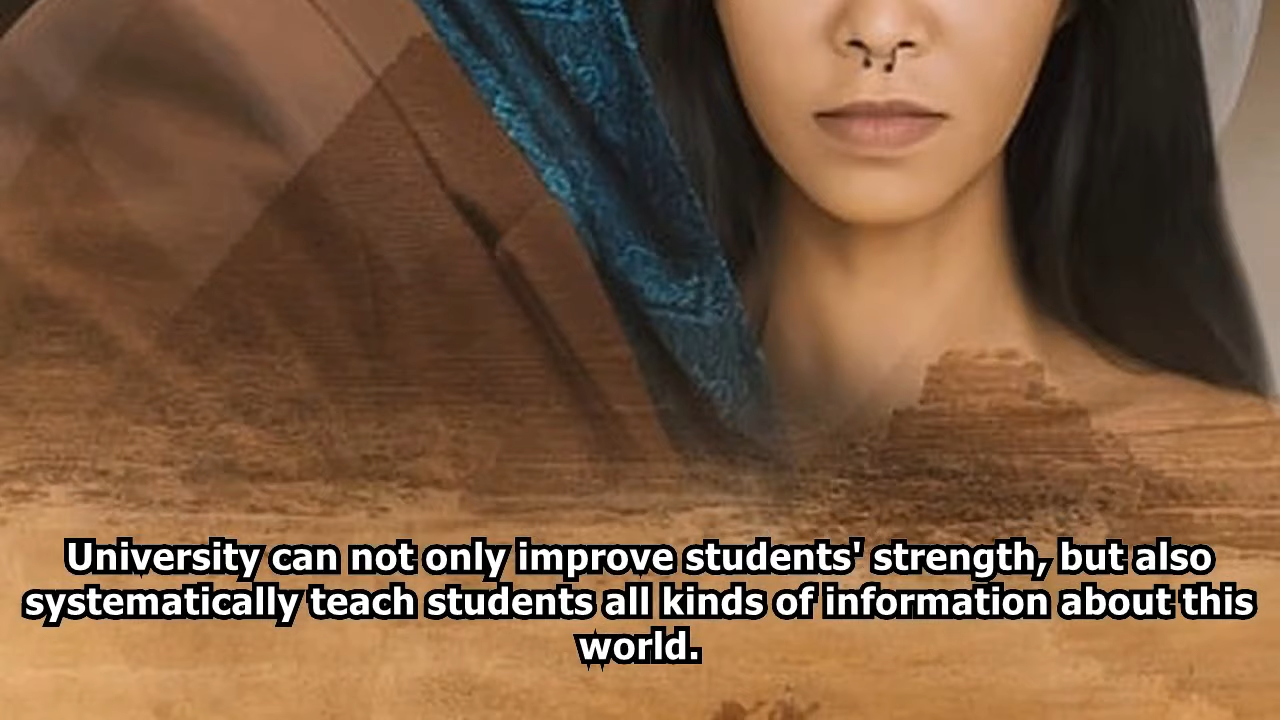 University can not only improve students' strength, but also
systematically teach students all kinds of information about this
world.